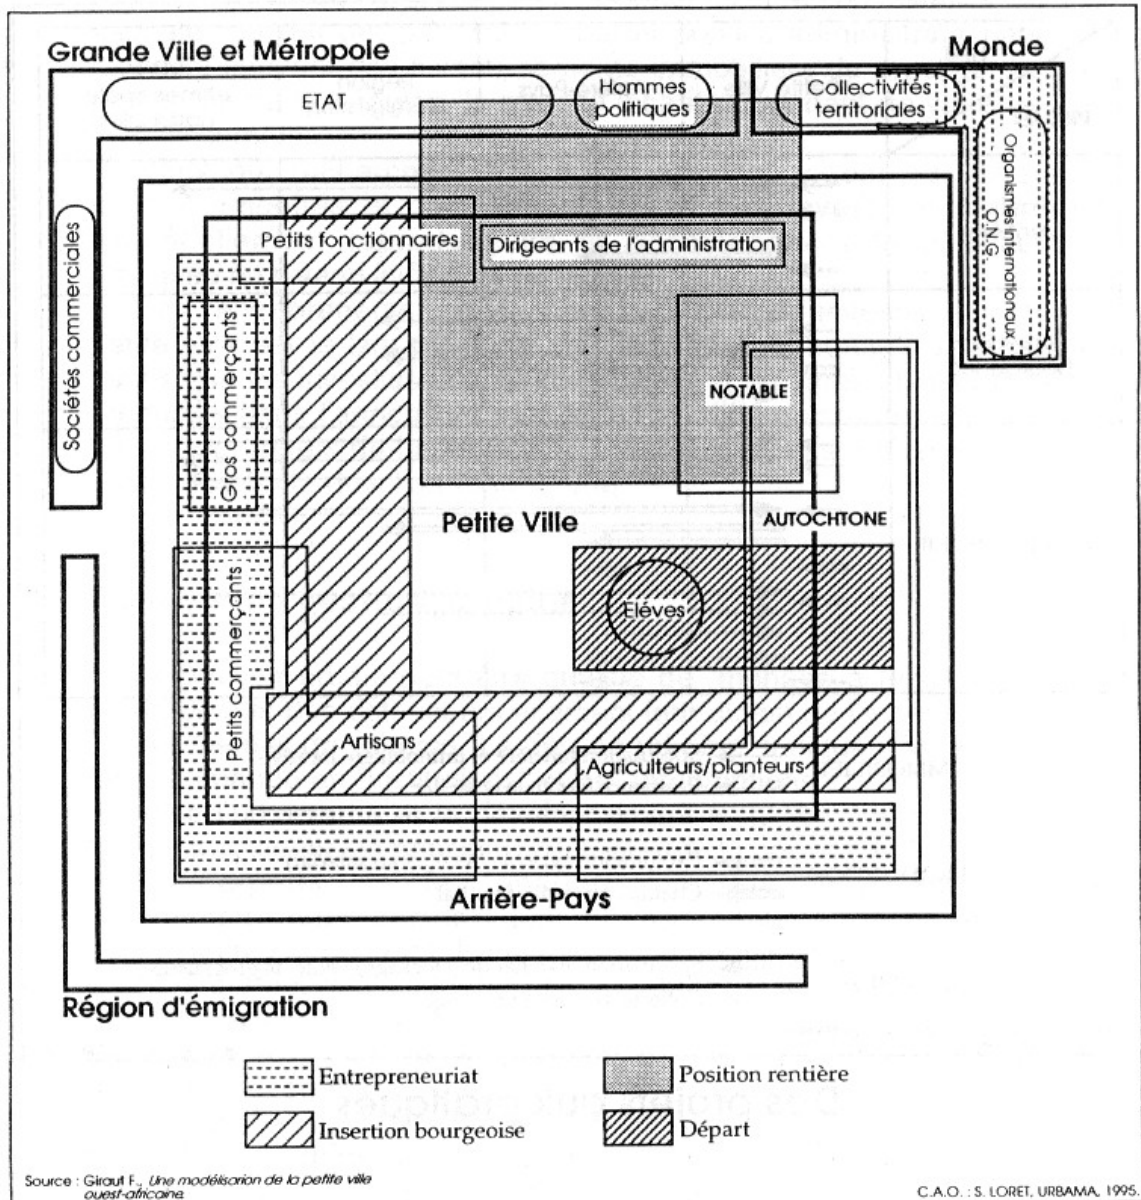 Grande Ville et Métropole
Monde
ETAT
Hommes
politiques
Collectivités
territoriales
Organismes Internationaux
O.N.G.
Sociétés commerciales
Petits fonctionnaires
Dirigeants de l'administration
Gros commerçants
NOTABLE
Petite Ville
AUTOCHTONE
Petits commerçants
Eléves
Artisans
Agriculteurs/planteurs
Arrière-Pays
Région d'émigration
Entrepreneuriat
Position rentière
Insertion bourgeoise
Départ
Source : Giraut F., Une modélisation de la petite ville
ouest-africaine
C.A.O. : S. LORET, URBAMA, 1995.